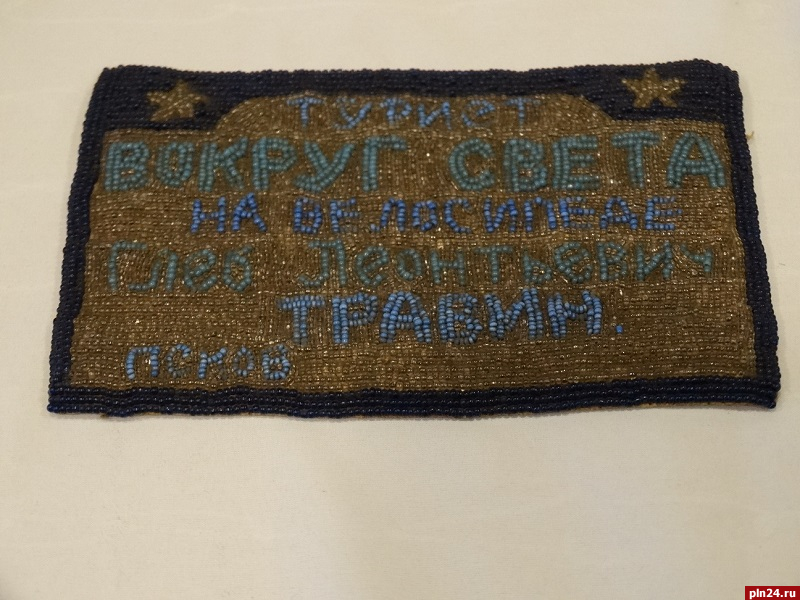 ТУРИСТ
ВОКРУГ СВЕТА
НА ВЕЛОСИПЕДЕ
Глеб Леонтьевич
ТРАВИН.
ПСКОВ
pln24.ru